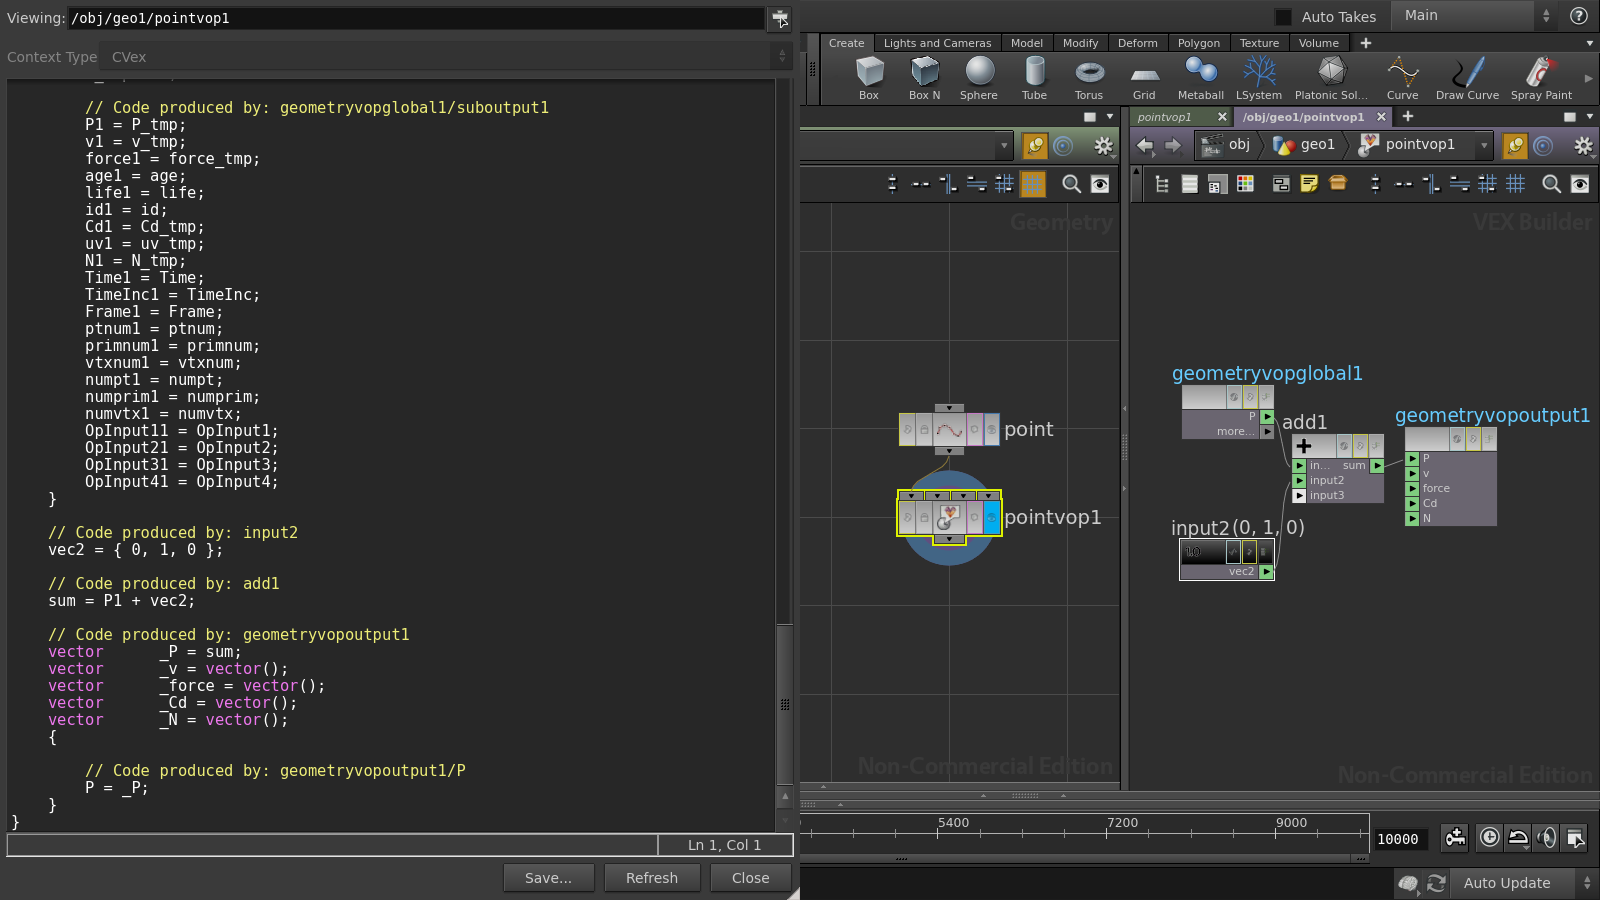 Viewing: /obj/geo1/pointvop1
Context Type CVex
// Code produced by: geometryvopglobal1/suboutput1
P1 = P_tmp;
v1 = v_tmp;
force1 = force_tmp;
age1 = age;
life1 = life;
id1 = id;
Cd1 = Cd_tmp;
uv1 = uv_tmp;
N1 = N_tmp;
Time1 = Time;
TimeInc1 = TimeInc;
Frame1 = Frame;
ptnum1 = ptnum;
primnum1 = primnum;
vtxnum1 = vtxnum;
numpt1 = numpt;
numprim1 = numprim;
numvtx1 = numvtx;
OpInput11 = OpInput1;
OpInput21 = OpInput2;
OpInput31 = OpInput3;
OpInput41 = OpInput4;
}
// Code produced by: input2
vec2 = { 0, 1, 0 };
// Code produced by: add1
sum = P1 + vec2;
// Code produced by: geometryvopoutput1
vector _P = sum;
vector _v = vector();
vector _force = vector();
vector _Cd = vector();
vector _N = vector();
{
// Code produced by: geometryvopoutput1/P
P = _P;
}
}
Ln 1, Col 1
Save... Refresh Close
Auto Takes Main
Create Lights and Cameras Model Modify Deform Polygon Texture Volume
Box Box N Sphere Tube Torus Grid Metaball LSystem Platonic Sol... Curve Draw Curve Spray Paint
pointvop1 /obj/geo1/pointvop1
obj geo1 pointvop1
Geometry
point
pointvop1
Non-Commercial Edition
VEX Builder
geometryvopglobal1
P
more...
add1
in... sum
input2
input3
geometryvopoutput1
P
v
force
Cd
N
input2 (0, 1, 0)
1.0
vec2
Non-Commercial Edition
5400 7200 9000
10000
Auto Update